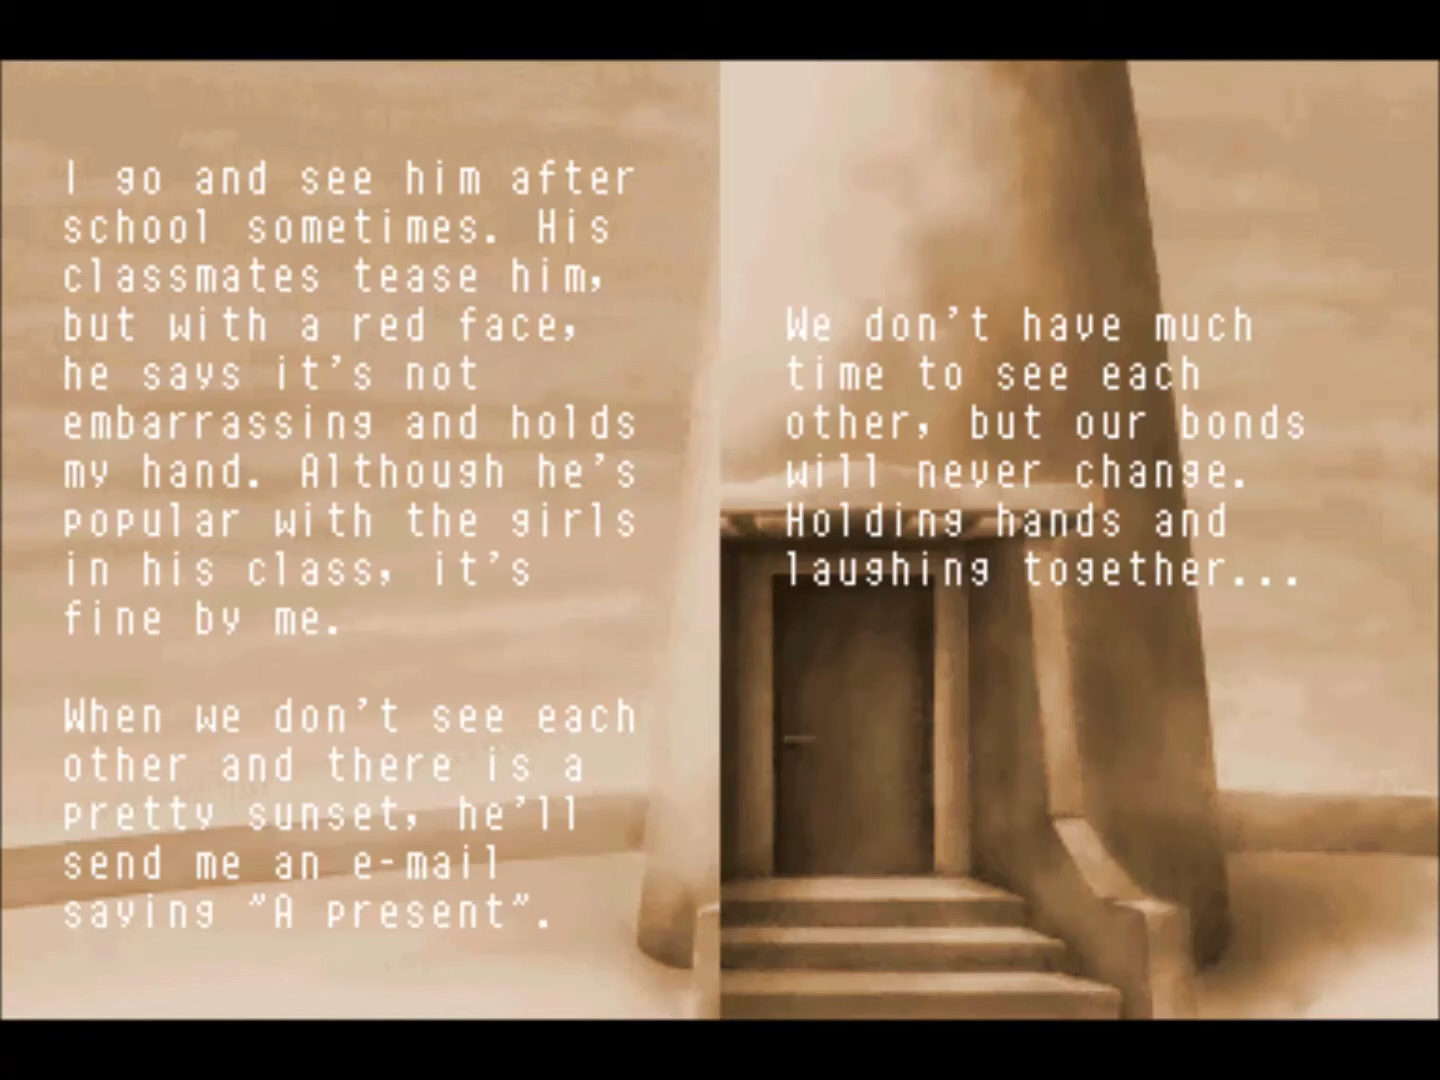 I go and see him after
school sometimes. His
classmates tease him,
but with a red face,
he says it's not
embarrassing and holds
my hand. Although he's
popular with the girls
in his class, it's
fine by me.
When we don't see each
other and there is a
pretty sunset, he'll
send me an e-mail
saying "A present".
We don't have much
time to see each
other, but our bonds
will never change.
Holding hands and
laughing together...